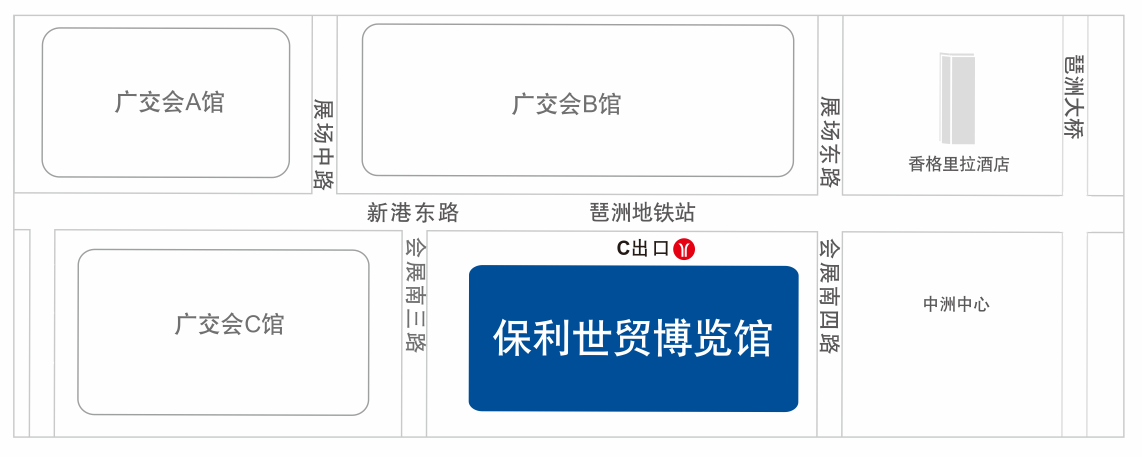 广交会A馆
展场中路
广交会B馆
展场东路
香格里拉酒店
琶洲大桥
新港东路
琶洲地铁站
C出口
广交会C馆
会展南三路
保利世贸博览馆
会展南四路
中洲中心